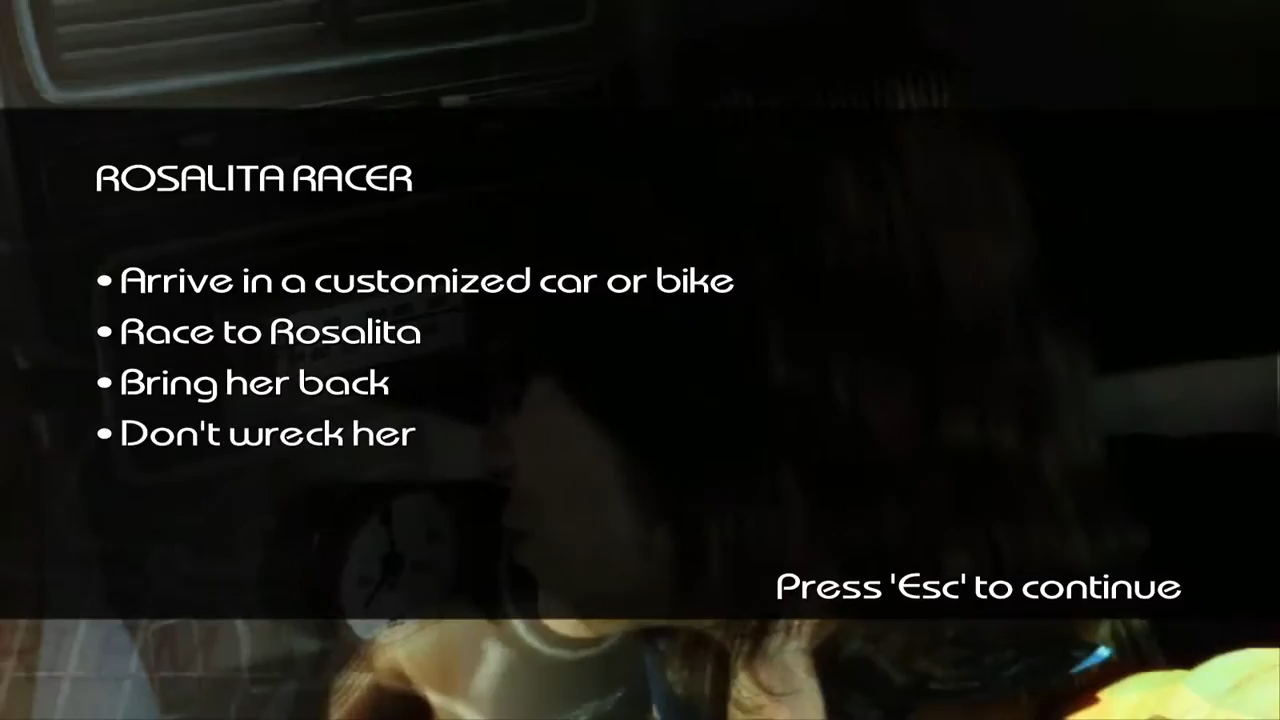 ROSALITA RACER
• Arrive in a customized car or bike
• Race to Rosalita
• Bring her back
• Don't wreck her
Press 'Esc' to continue